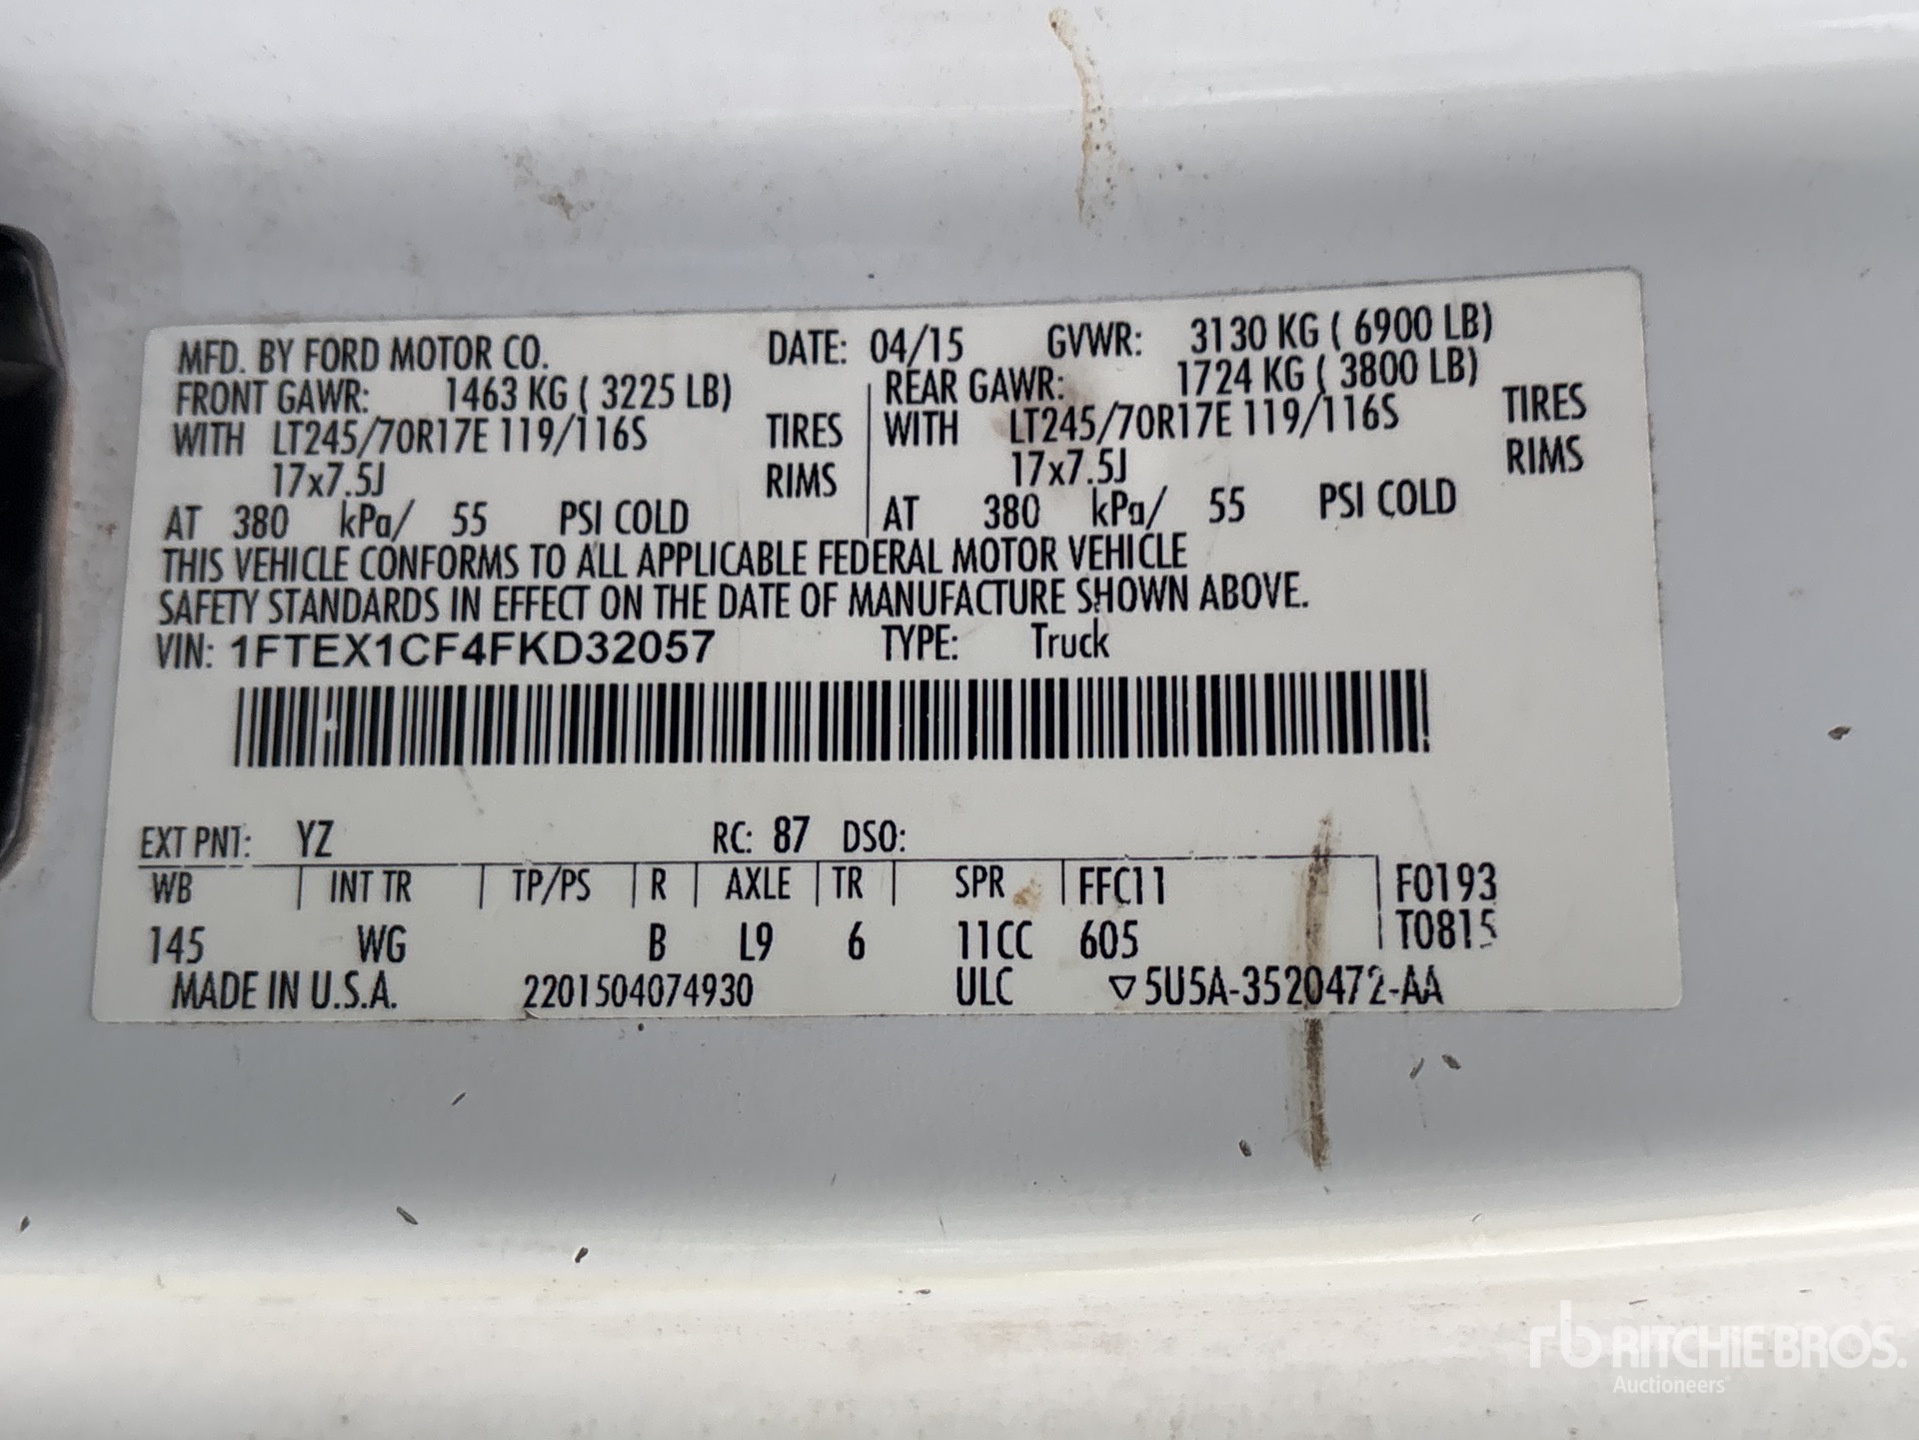 MFD. BY FORD MOTOR CO. DATE: 04/15 GVWR: 3130 KG ( 6900 LB)
FRONT GAWR: 1463 KG ( 3225 LB) REAR GAWR: 1724 KG ( 3800 LB)
WITH LT245/70R17E 119/116S TIRES WITH LT245/70R17E 119/116S TIRES
17x7.5J RIMS 17x7.5J RIMS
AT 380 kPa/ 55 PSI COLD AT 380 kPa/ 55 PSI COLD
THIS VEHICLE CONFORMS TO ALL APPLICABLE FEDERAL MOTOR VEHICLE
SAFETY STANDARDS IN EFFECT ON THE DATE OF MANUFACTURE SHOWN ABOVE.
VIN: 1FTEX1CF4FKD32057 TYPE: Truck
EXT PNT: YZ RC: 87 DSO:
WB INT TR TP/PS R AXLE TR SPR FFC11 F0193
145 WG B L9 6 11CC 605 T0815
MADE IN U.S.A. 2201504074930 ULC ▽5U5A-3520472-AA
rb RITCHIE BROS.
Auctioneers